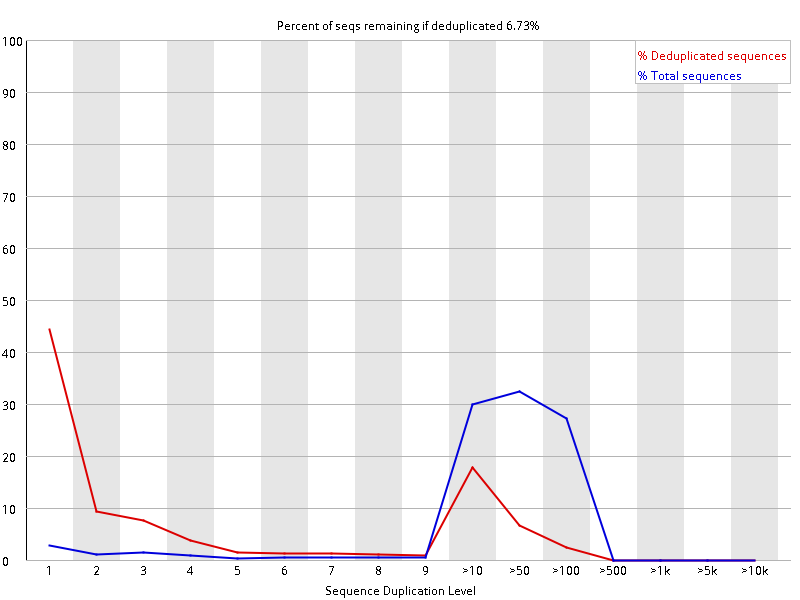 Percent of seqs remaining if deduplicated 6.73%
% Deduplicated sequences
% Total sequences
100
90
80
70
60
50
40
30
20
10
0
1 2 3 4 5 6 7 8 9 >10 >50 >100 >500 >1k >5k >10k
Sequence Duplication Level